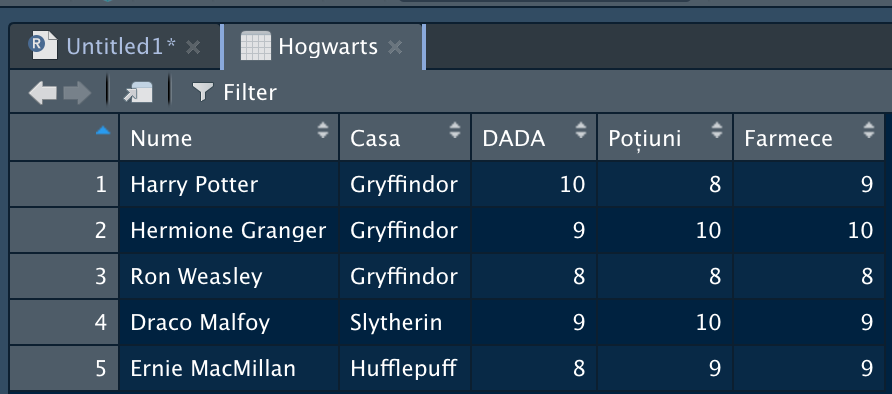 Untitled1* Hogwarts
Filter
Nume Casa DADA Poțiuni Farmece
1 Harry Potter Gryffindor 10 8 9
2 Hermione Granger Gryffindor 9 10 10
3 Ron Weasley Gryffindor 8 8 8
4 Draco Malfoy Slytherin 9 10 9
5 Ernie MacMillan Hufflepuff 8 9 9